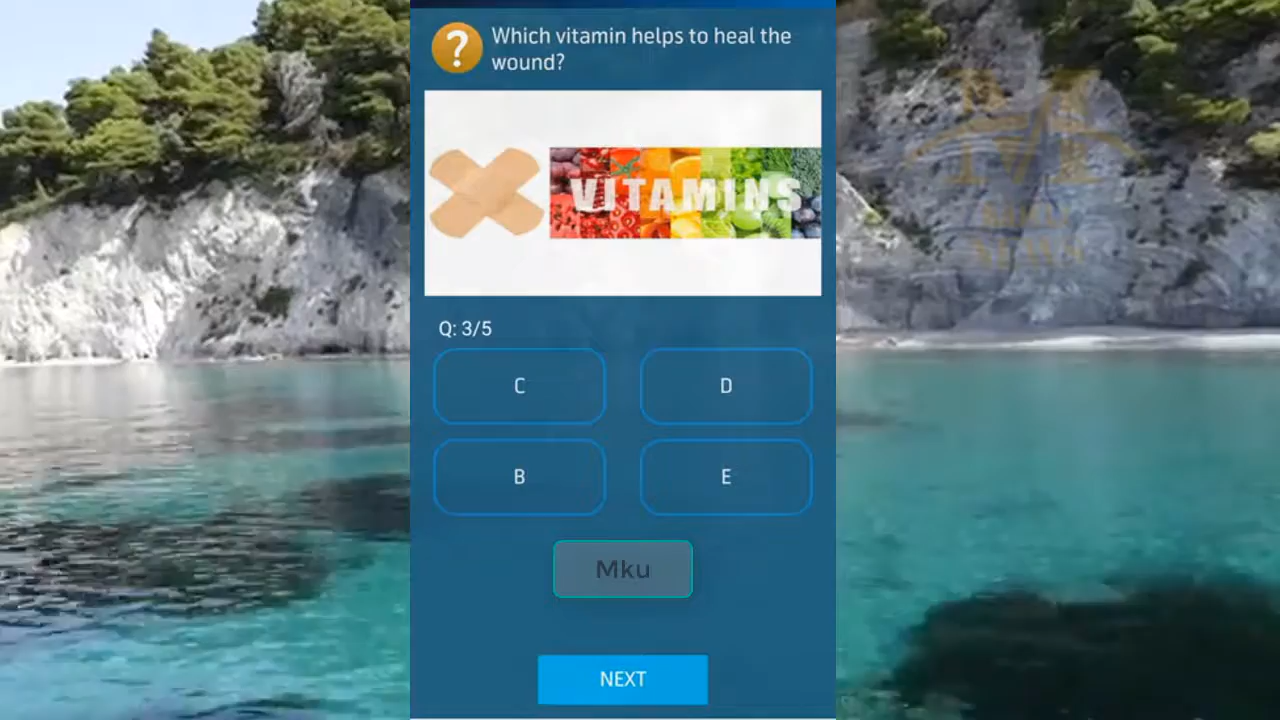 Which vitamin helps to heal the
wound?
VITAMINS
Q: 3/5
C
D
B
E
Mku
NEXT